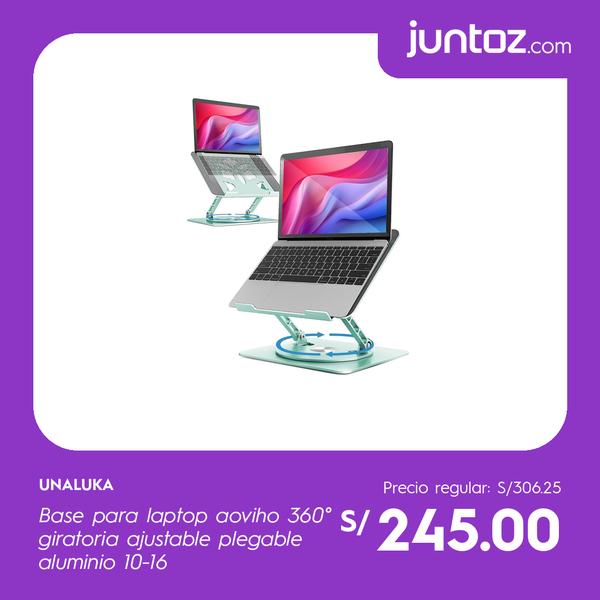 juntoz.com
UNALUKA
Base para laptop aoviho 360°
giratoria ajustable plegable
aluminio 10-16
Precio regular: S/306.25
S/ 245.00